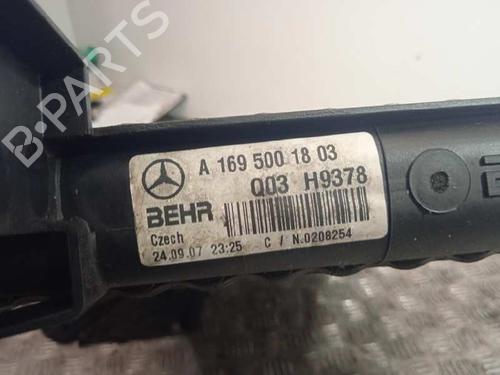 B-PARTS
A 169 500 18 03
Q03 H9378
BEHR
Czech
24.09.07 23:25 C / N.0208254